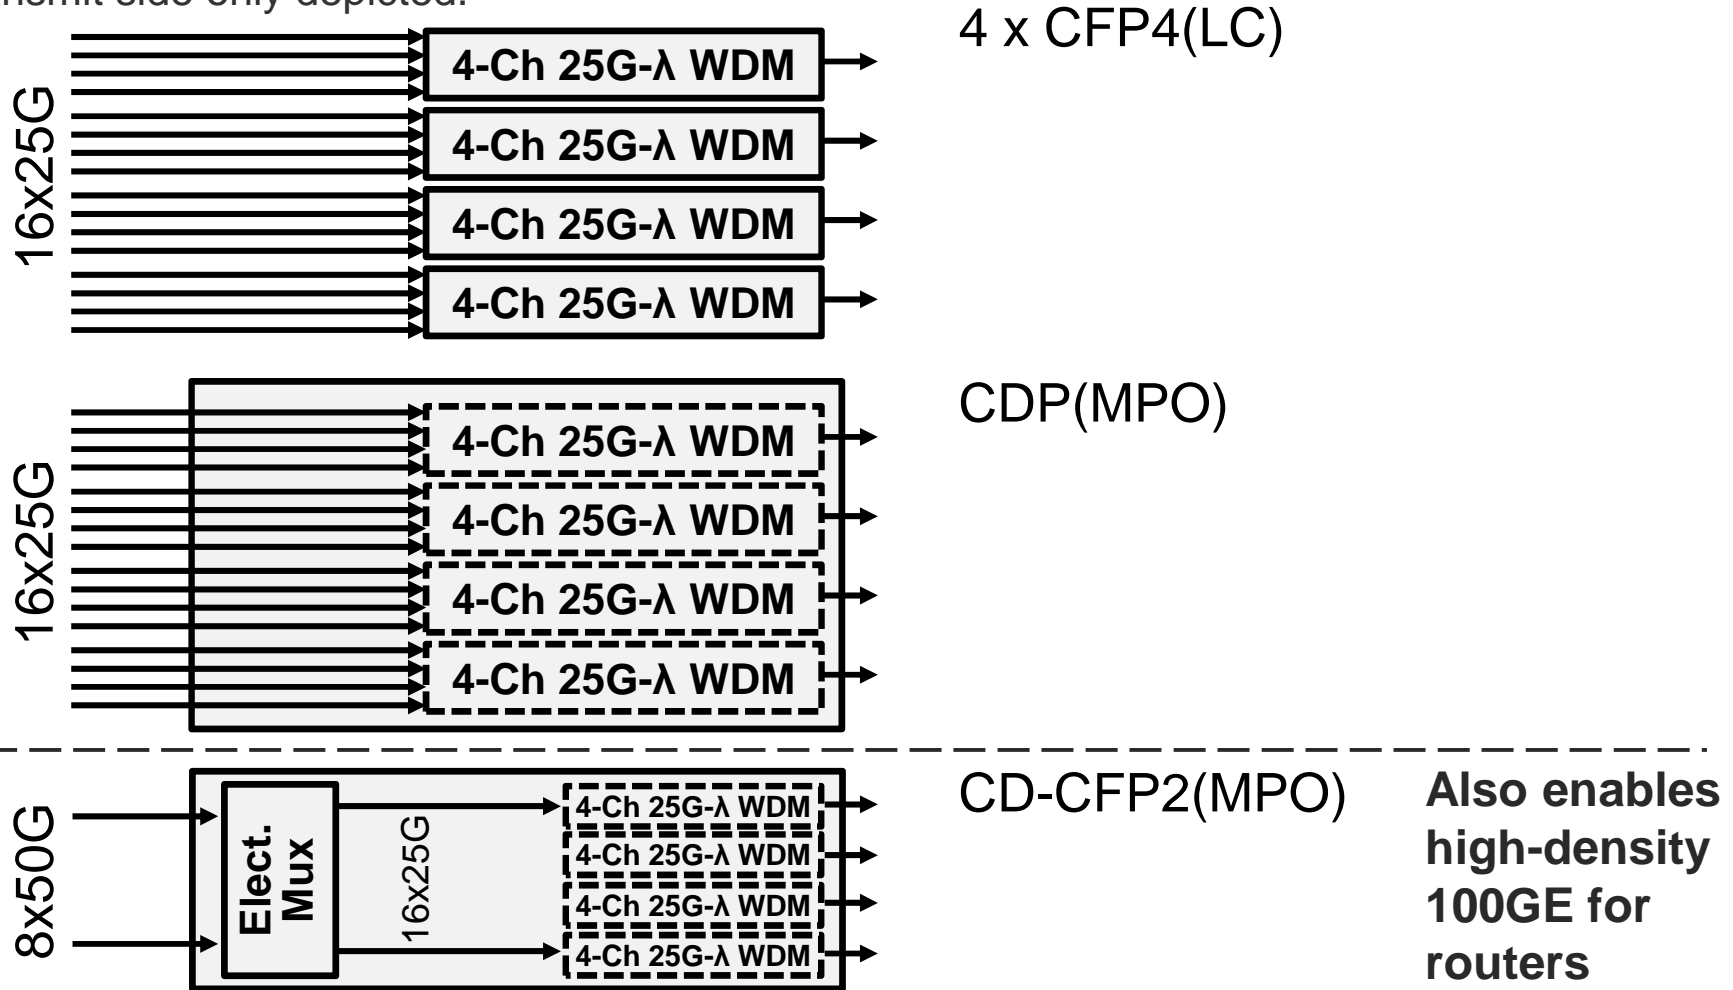 side only depicted.
4 x CFP4(LC)
16x25G
4-Ch 25G-λ WDM
4-Ch 25G-λ WDM
4-Ch 25G-λ WDM
4-Ch 25G-λ WDM
CDP(MPO)
16x25G
4-Ch 25G-λ WDM
4-Ch 25G-λ WDM
4-Ch 25G-λ WDM
4-Ch 25G-λ WDM
CD-CFP2(MPO)
8x50G
Elect.
Mux
16x25G
4-Ch 25G-λ WDM
4-Ch 25G-λ WDM
4-Ch 25G-λ WDM
4-Ch 25G-λ WDM
Also enables
high-density
100GE for
routers